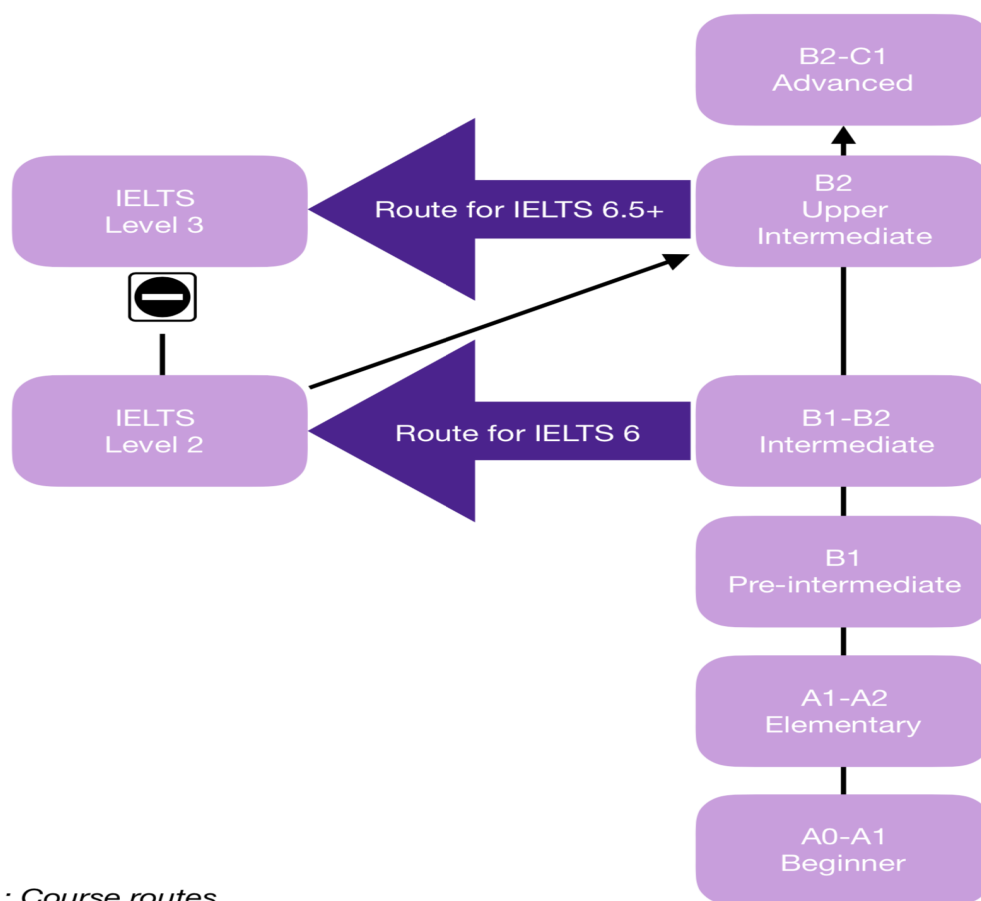 B2-C1
Advanced
IELTS
Level 3
Route for IELTS 6.5+
B2
Upper
Intermediate
IELTS
Level 2
Route for IELTS 6
B1-B2
Intermediate
B1
Pre-intermediate
A1-A2
Elementary
A0-A1
Beginner
: Course routes